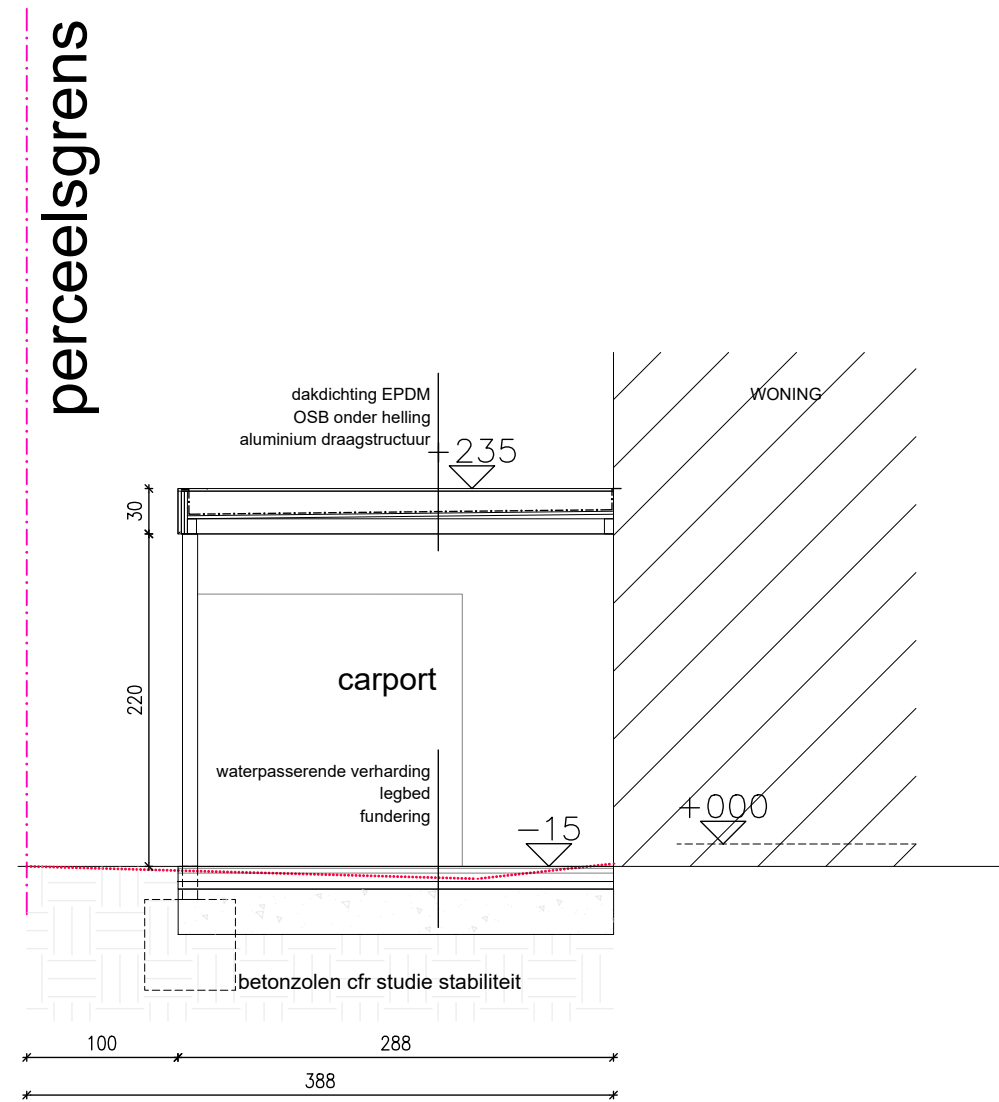 perceelsgrens
dakdichting EPDM
OSB onder helling
aluminium draagstructuur
WONING
+235
30
220
carport
waterpasserende verharding
legbed
fundering
-15
+000
betonzolen cfr studie stabiliteit
100
288
388